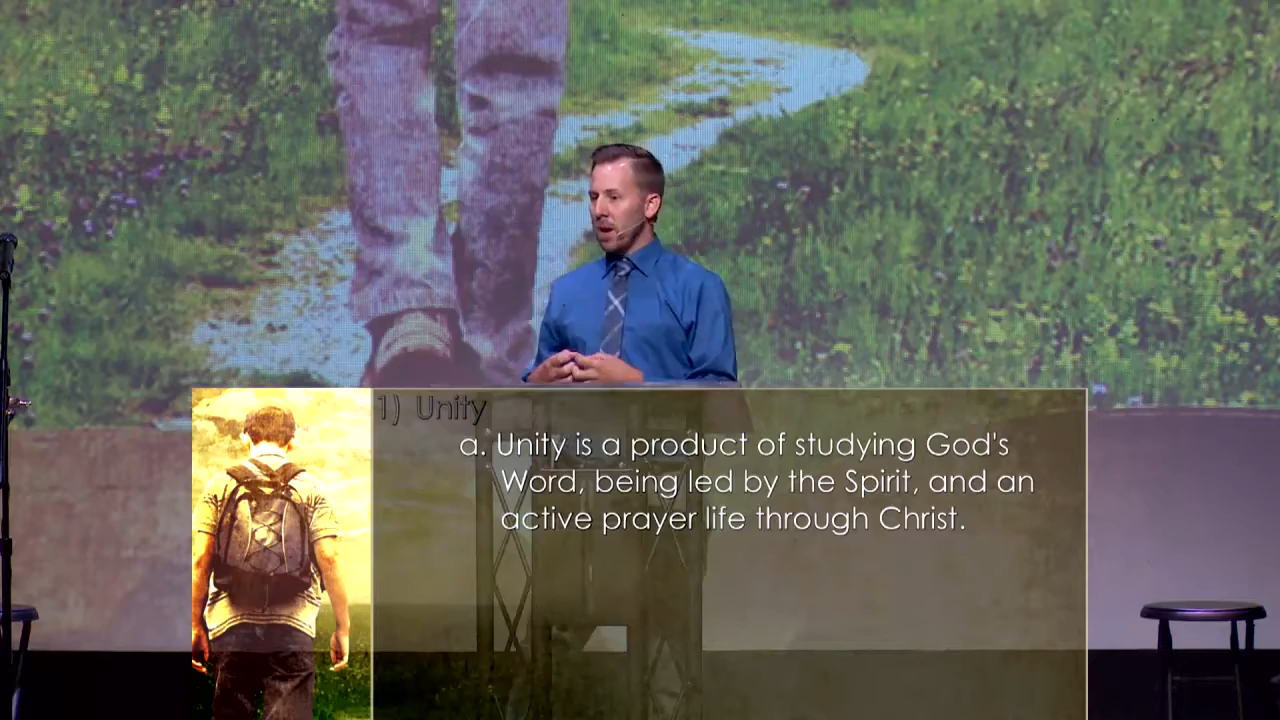 1) Unity
a. Unity is a product of studying God's
Word, being led by the Spirit, and an
active prayer life through Christ.